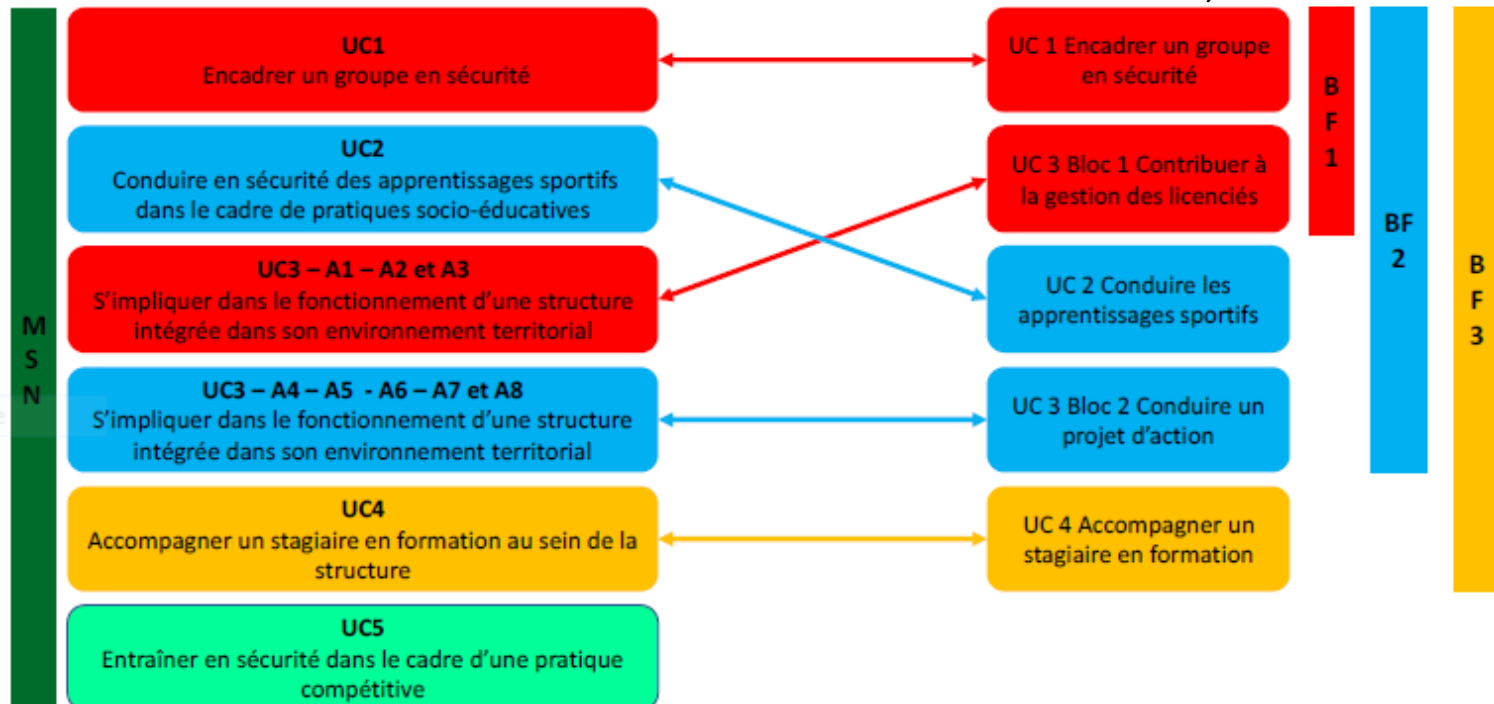 UC1
Encadrer un groupe en sécurité
UC 1 Encadrer un groupe
en sécurité
UC2
Conduire en sécurité des apprentissages sportifs
dans le cadre de pratiques socio-éducatives
UC 3 Bloc 1 Contribuer à
la gestion des licenciés
UC3 – A1 – A2 et A3
S'impliquer dans le fonctionnement d'une structure
intégrée dans son environnement territorial
UC 2 Conduire les
apprentissages sportifs
UC3 – A4 – A5 - A6 – A7 et A8
S'impliquer dans le fonctionnement d'une structure
intégrée dans son environnement territorial
UC 3 Bloc 2 Conduire un
projet d'action
UC4
Accompagner un stagiaire en formation au sein de la
structure
UC 4 Accompagner un
stagiaire en formation
UC5
Entraîner en sécurité dans le cadre d'une pratique
compétitive
M
S
N
B
F
1
BF
2
B
F
3